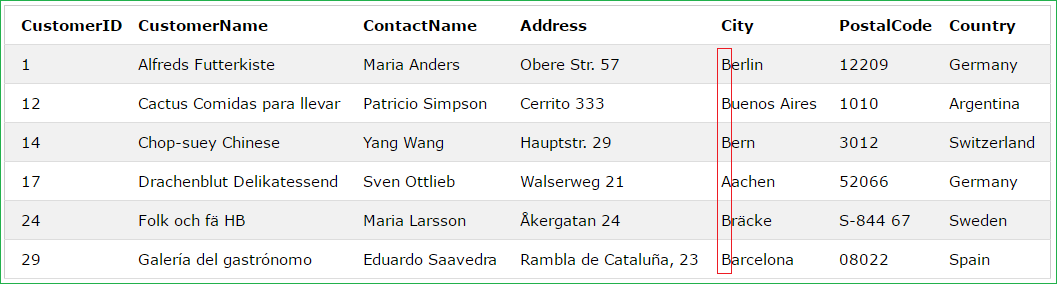 CustomerID CustomerName ContactName Address City PostalCode Country
1 Alfreds Futterkiste Maria Anders Obere Str. 57 Berlin 12209 Germany
12 Cactus Comidas para llevar Patricio Simpson Cerrito 333 Buenos Aires 1010 Argentina
14 Chop-suey Chinese Yang Wang Hauptstr. 29 Bern 3012 Switzerland
17 Drachenblut Delikatessend Sven Ottlieb Walserweg 21 Aachen 52066 Germany
24 Folk och fä HB Maria Larsson Åkergatan 24 Bräcke S-844 67 Sweden
29 Galería del gastrónomo Eduardo Saavedra Rambla de Cataluña, 23 Barcelona 08022 Spain